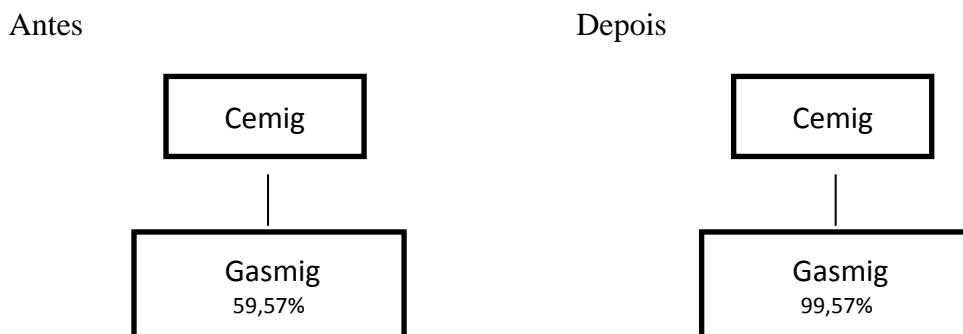 Antes
Depois
Cemig
Cemig
Gasmig
59,57%
Gasmig
99,57%